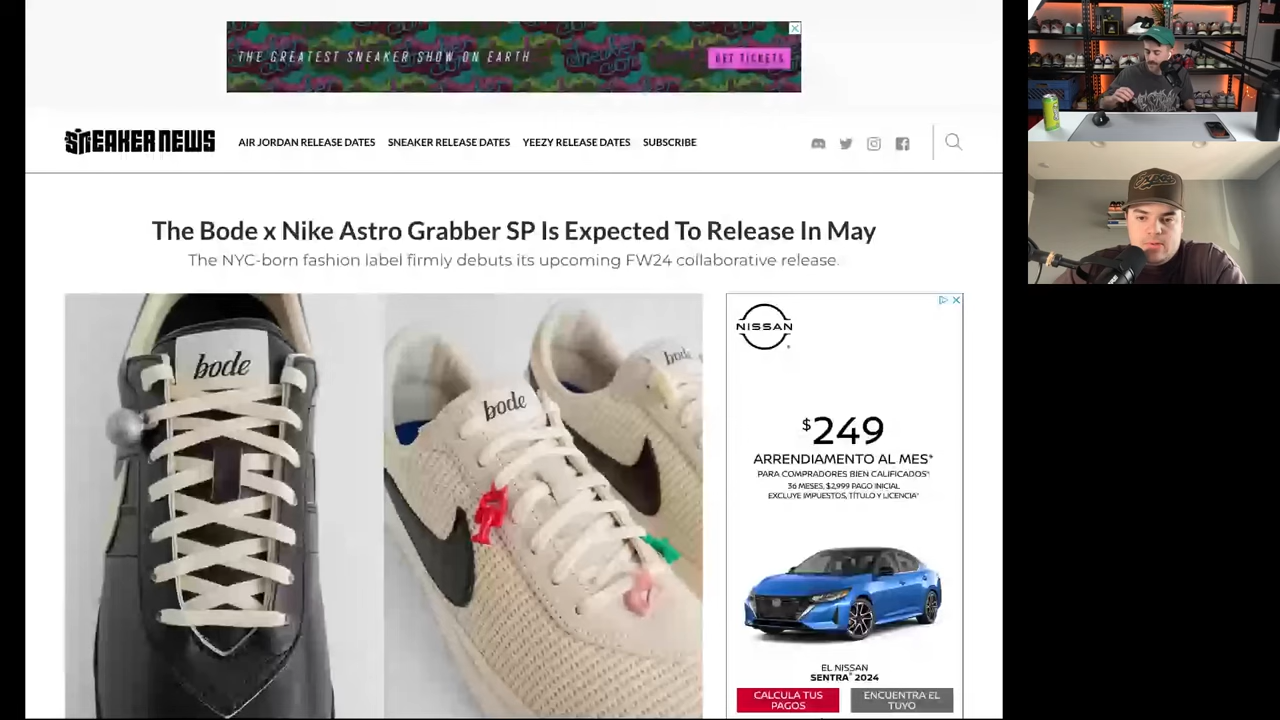 THE GREATEST SNEAKER SHOW ON EARTH
GET TICKETS
SNEAKER NEWS
AIR JORDAN RELEASE DATES
SNEAKER RELEASE DATES
YEEZY RELEASE DATES
SUBSCRIBE
The Bode x Nike Astro Grabber SP Is Expected To Release In May
The NYC-born fashion label firmly debuts its upcoming FW24 collaborative release.
bode
bode
bode
NISSAN
$249
ARRENDAMIENTO AL MES*
PARA COMPRADORES BIEN CALIFICADOS*
36 MESES, $2,999 PAGO INICIAL
EXCLUYE IMPUESTOS, TÍTULO Y LICENCIA*
EL NISSAN
SENTRA® 2024
CALCULA TUS
PAGOS
ENCUENTRA EL
TUYO